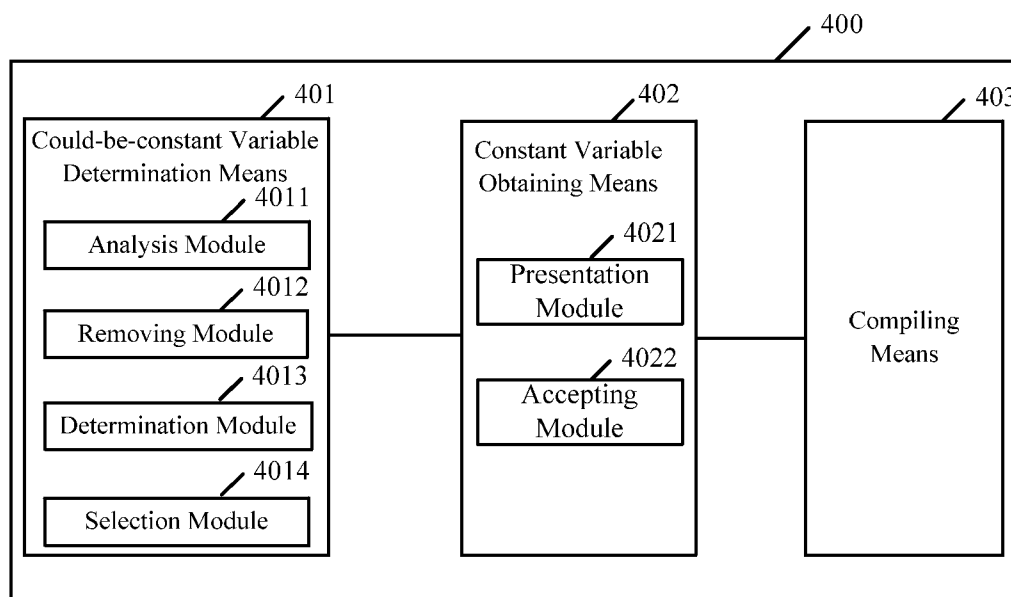 400
401
Could-be-constant Variable
Determination Means
4011
Analysis Module
4012
Removing Module
4013
Determination Module
4014
Selection Module
402
Constant Variable
Obtaining Means
4021
Presentation
Module
4022
Accepting
Module
403
Compiling
Means